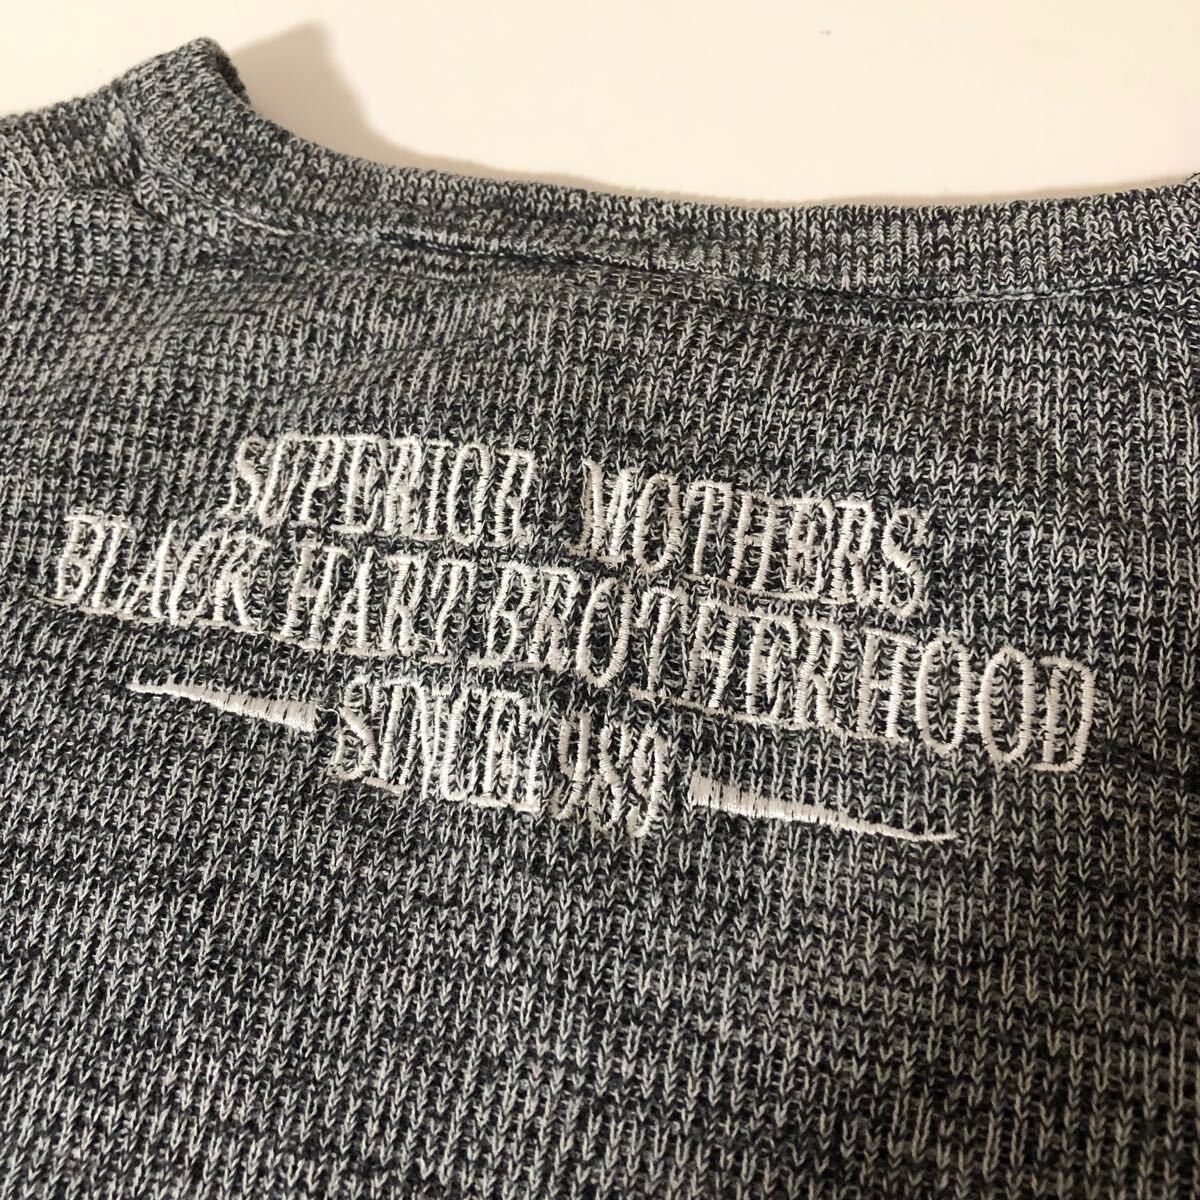 SUPERIOR MOTHERS
BLACK HART BROTHERHOOD
SINCE 1989